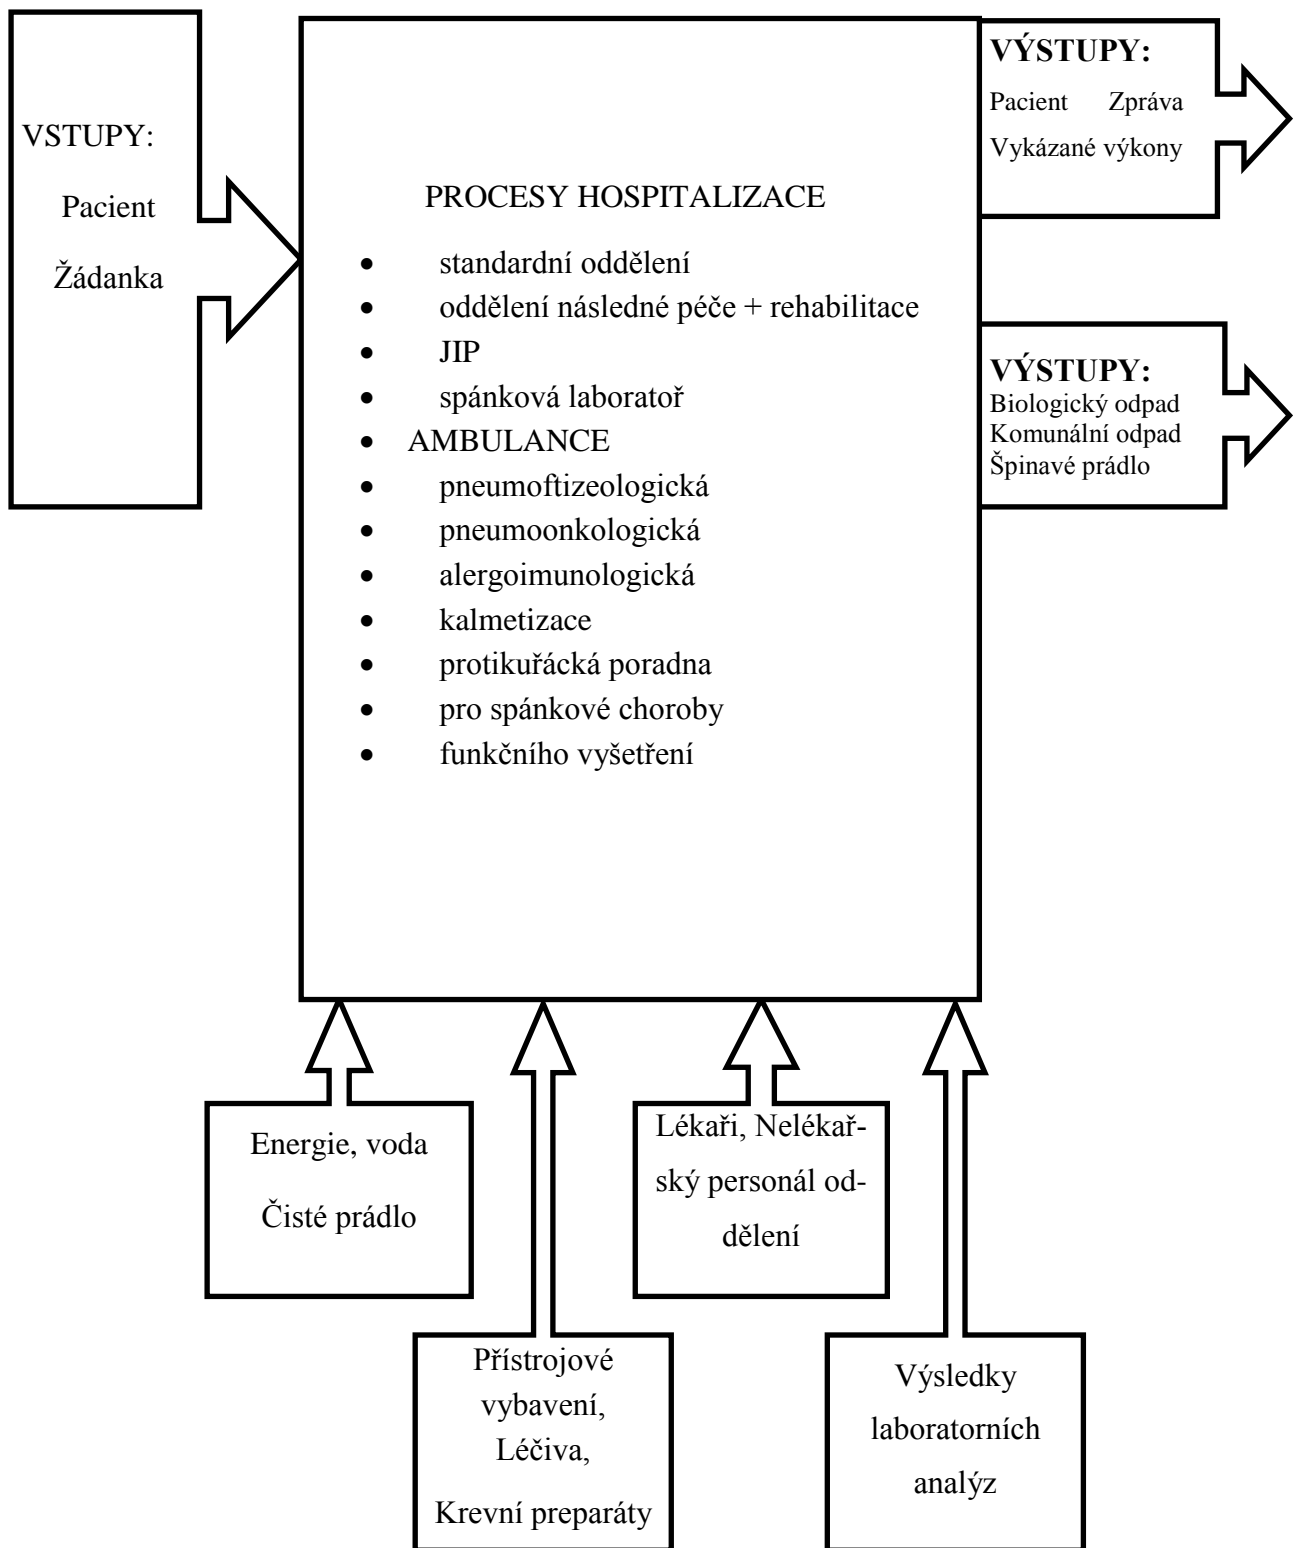 VSTUPY:
Pacient
Žádanka
PROCESY HOSPITALIZACE
• standardní oddělení
• oddělení následné péče + rehabilitace
• JIP
• spánková laboratoř
• AMBULANCE
• pneumoftizeologická
• pneumoonkologická
• alergoimunologická
• kalmetizace
• protikuřácká poradna
• pro spánkové choroby
• funkčního vyšetření
VÝSTUPY:
Pacient Zpráva
Vykázané výkony
VÝSTUPY:
Biologický odpad
Komunální odpad
Špinavé prádlo
Energie, voda
Čisté prádlo
Přístrojové
vybavení,
Léčiva,
Krevní preparáty
Lékaři, Nelékař-
ský personál od-
dělení
Výsledky
laboratorních
analýz